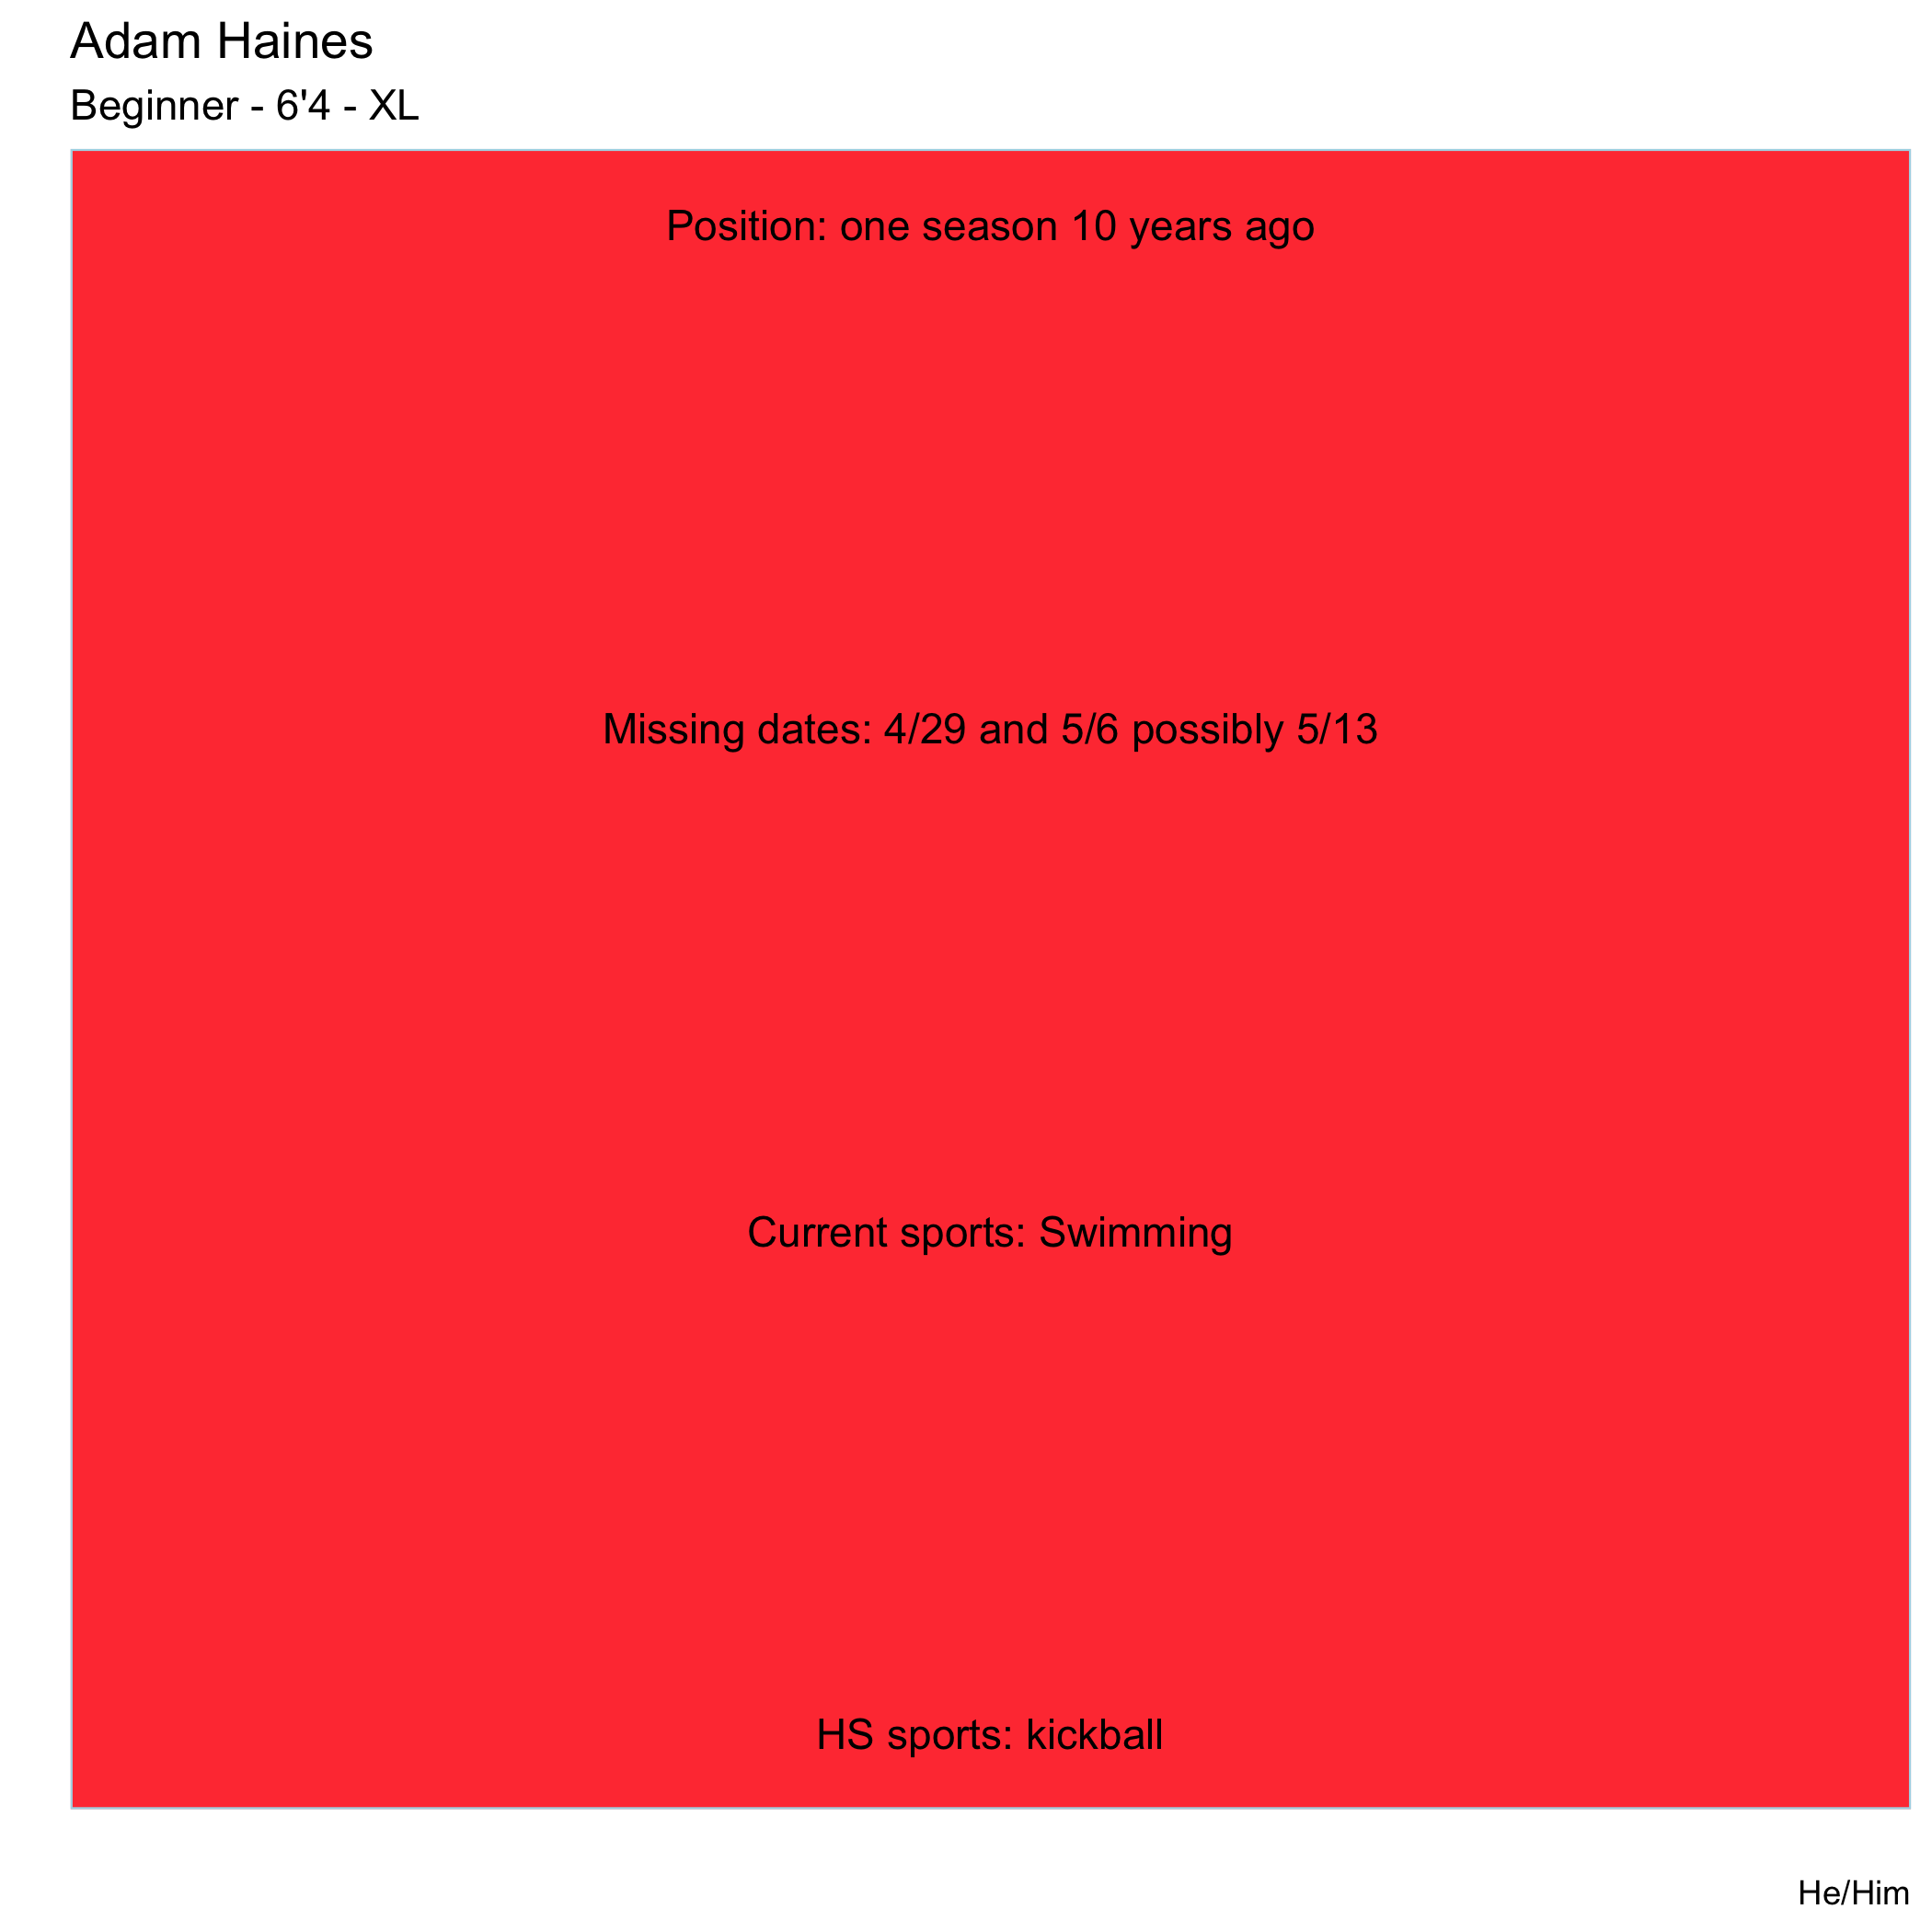 Adam Haines
Beginner - 6'4 - XL
Position: one season 10 years ago
Missing dates: 4/29 and 5/6 possibly 5/13
Current sports: Swimming
HS sports: kickball
He/Him